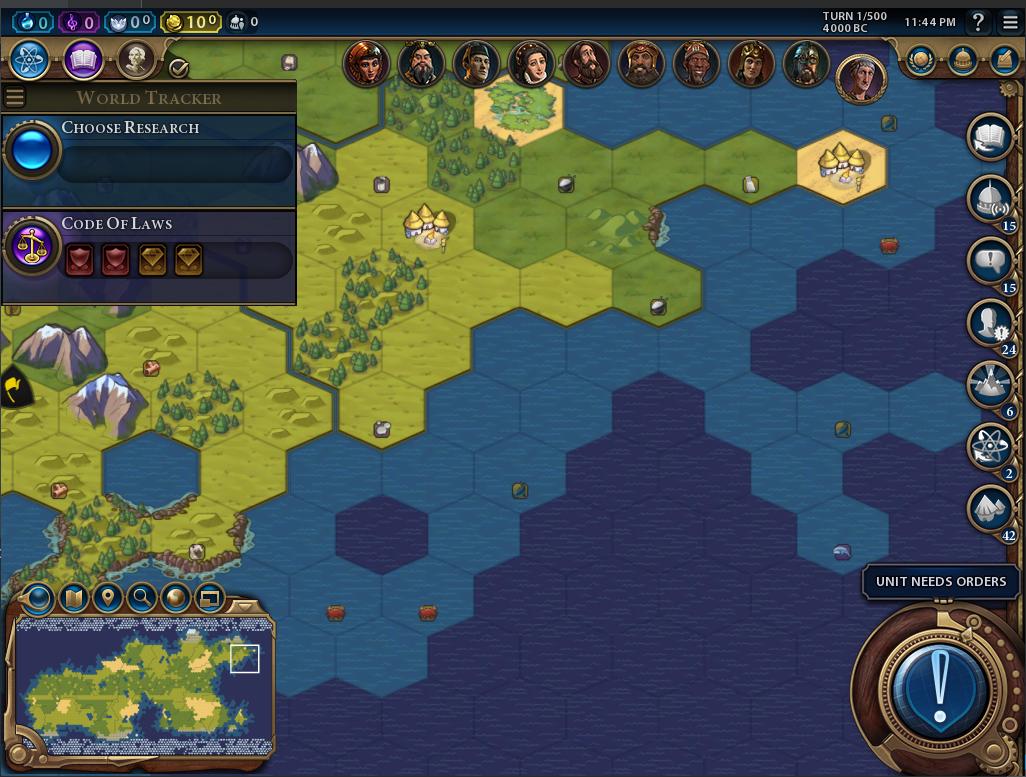 0 0 0⁰ 10⁰ 0
TURN 1/500
4000 BC
11:44 PM ?
WORLD TRACKER
CHOOSE RESEARCH
CODE OF LAWS
15
15
24
6
2
42
UNIT NEEDS ORDERS